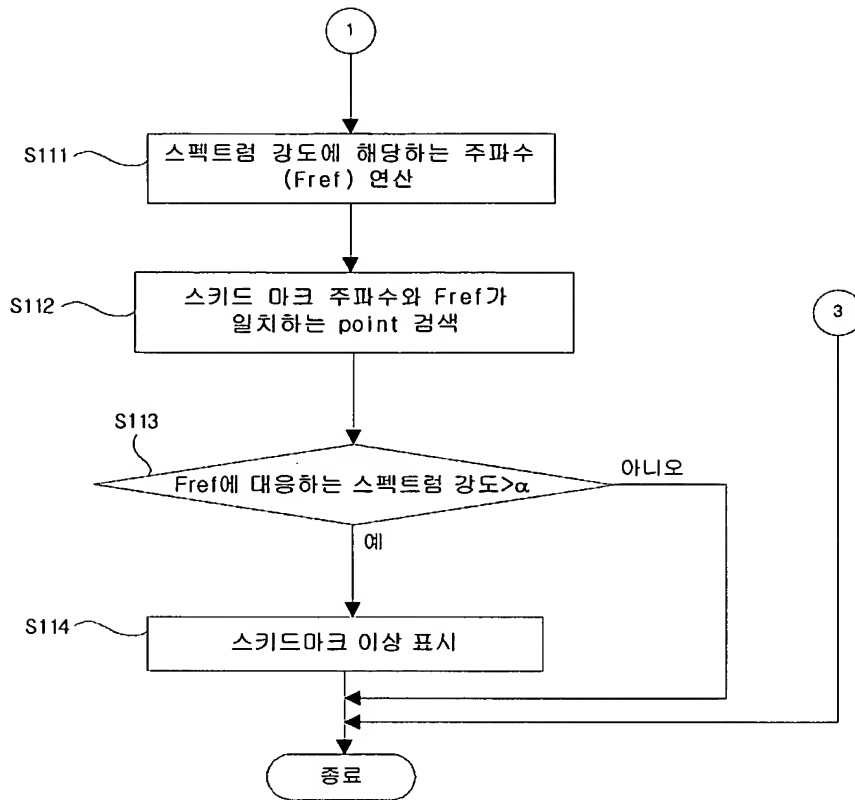 1
S111
스펙트럼 강도에 해당하는 주파수
(Fref) 연산
S112
스키드 마크 주파수와 Fref가
일치하는 point 검색
3
S113
Fref에 대응하는 스펙트럼 강도>α
아니오
예
S114
스키드마크 이상 표시
종료